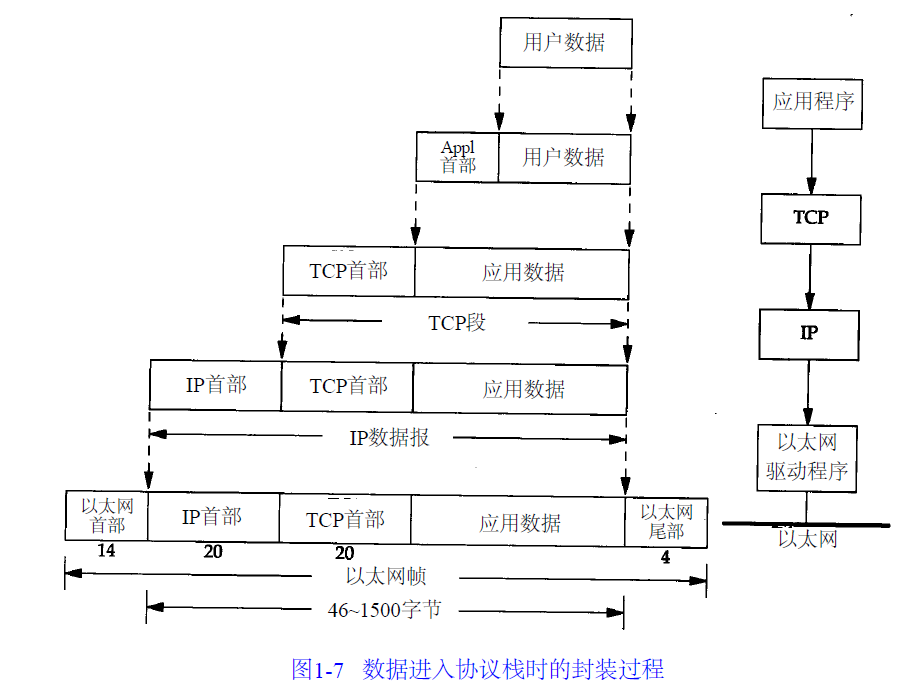 用户数据
应用程序
Appl
首部
用户数据
TCP
TCP首部
应用数据
TCP段
IP
IP首部
TCP首部
应用数据
IP数据报
以太网
驱动程序
以太网
首部
IP首部
TCP首部
应用数据
以太网
尾部
以太网
14
20
20
4
以太网帧
46~1500字节
图1-7 数据进入协议栈时的封装过程